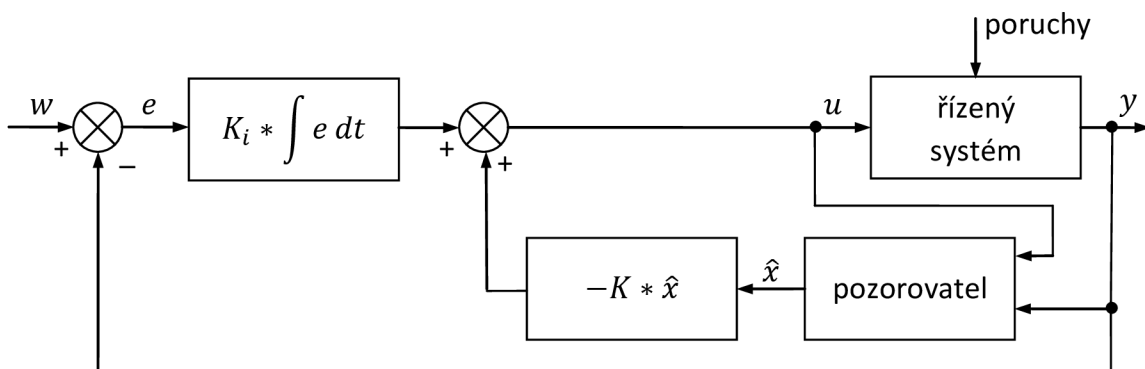 poruchy
w
e
K_i * ∫ e dt
u
řízený
systém
y
+
−
+
+
−K * x̂
x̂
pozorovatel